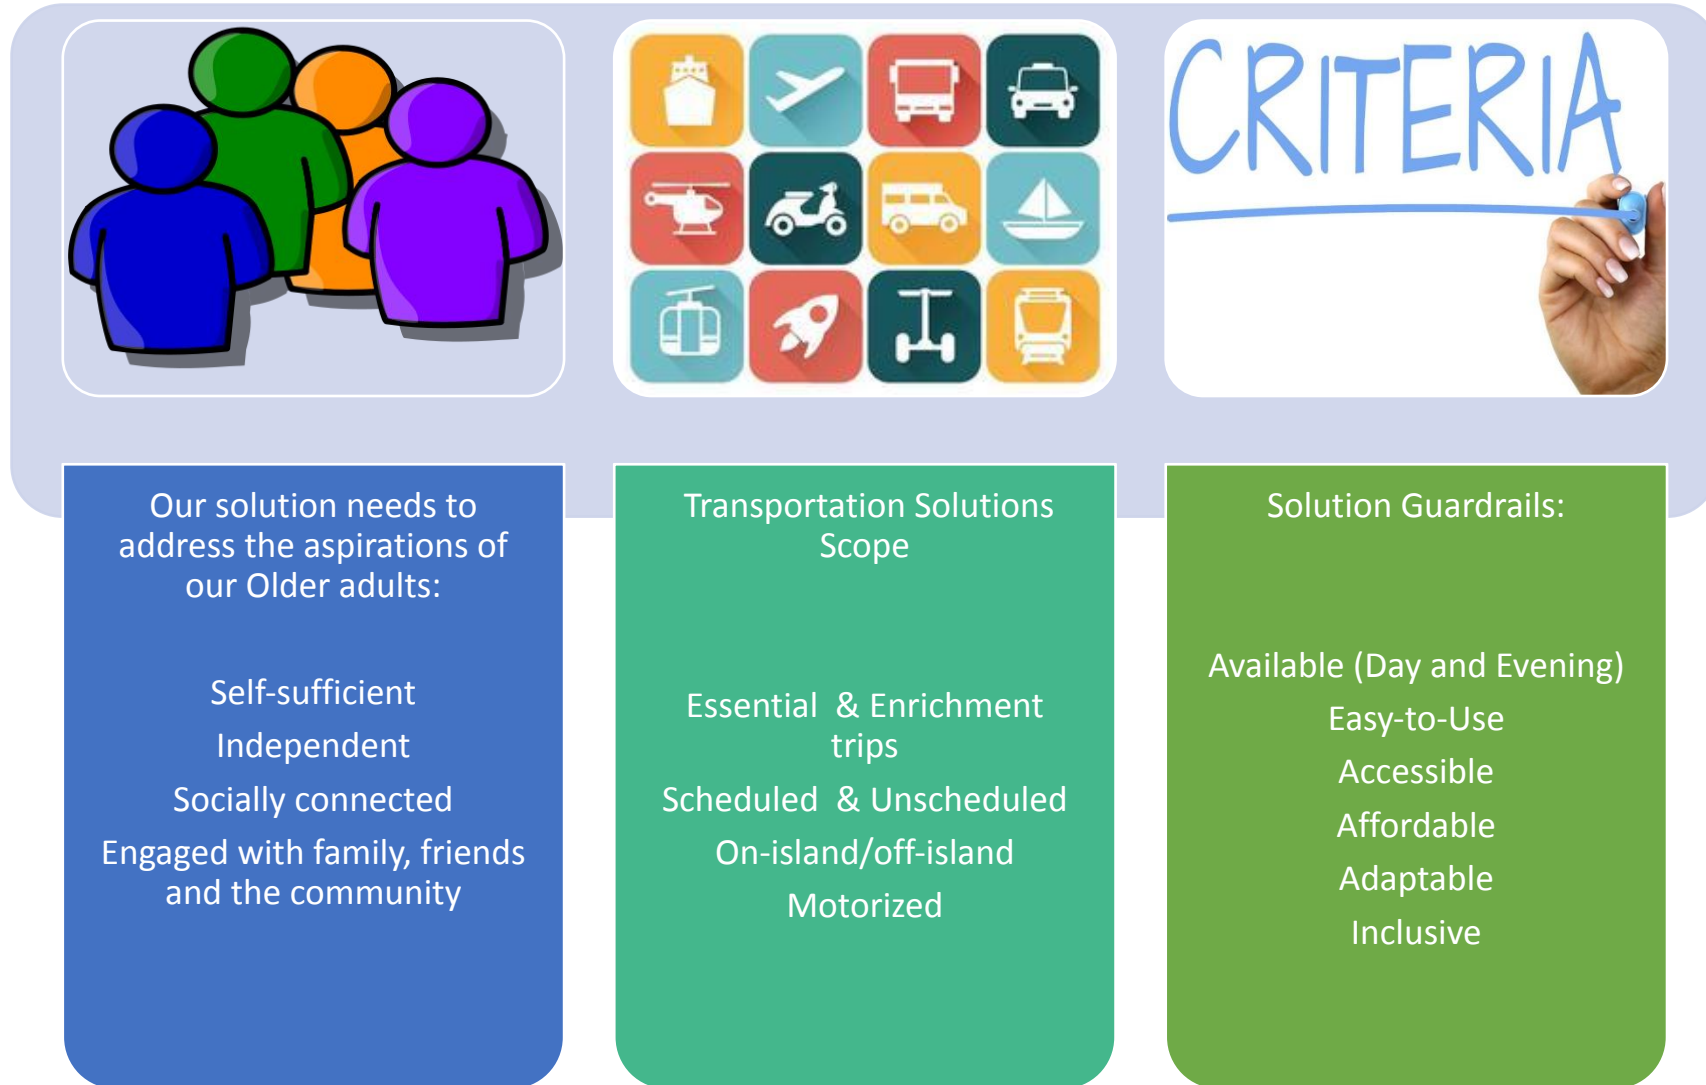 CRITERIA
Our solution needs to
address the aspirations of
our Older adults:
Self-sufficient
Independent
Socially connected
Engaged with family, friends
and the community
Transportation Solutions
Scope
Essential  & Enrichment
trips
Scheduled  & Unscheduled
On-island/off-island
Motorized
Solution Guardrails:
Available (Day and Evening)
Easy-to-Use
Accessible
Affordable
Adaptable
Inclusive